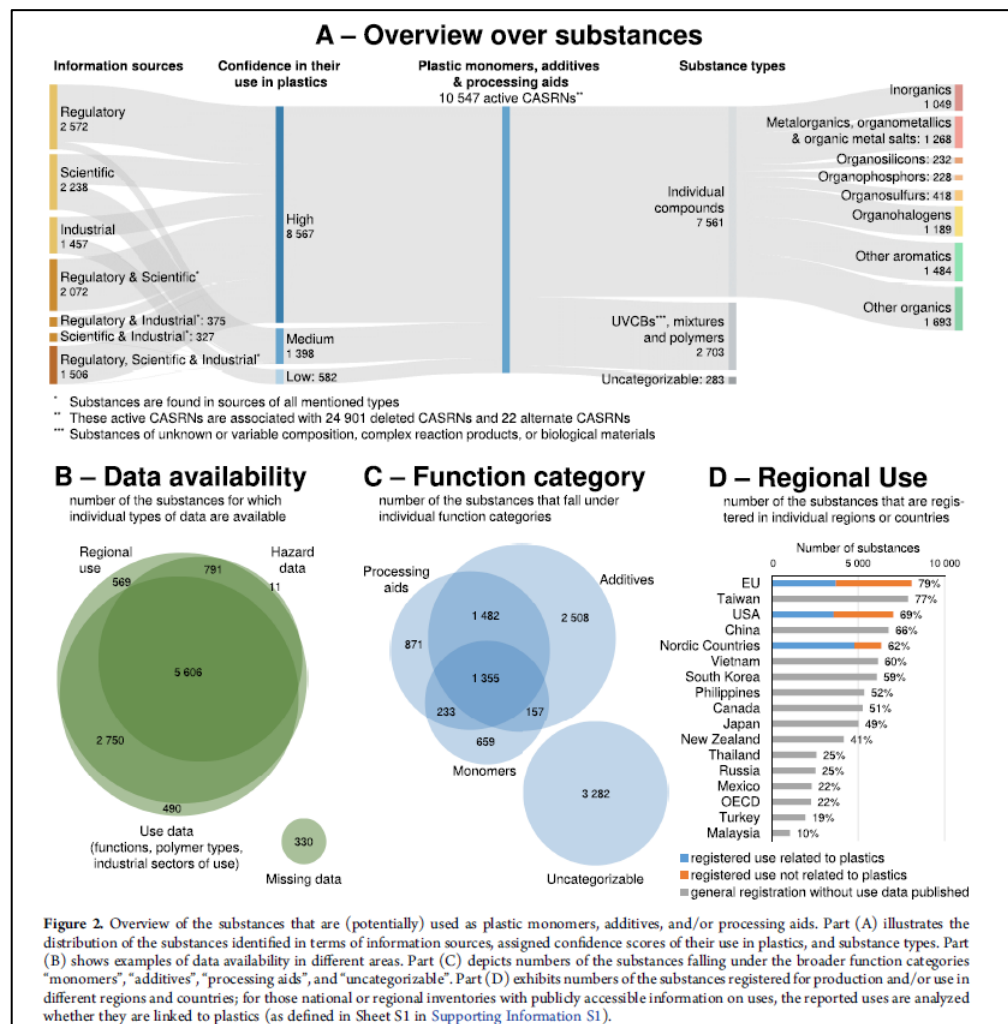 A – Overview over substances
Information sources
Confidence in their
use in plastics
Plastic monomers, additives
& processing aids
10 547 active CASRNs**
Substance types
Regulatory
2 572
Scientific
2 238
Industrial
1 457
Regulatory & Scientific*
2 072
Regulatory & Industrial*: 375
Scientific & Industrial*: 327
Regulatory, Scientific & Industrial*
1 506
High
8 567
Medium
1 398
Low: 582
Individual
compounds
7 561
UVCBs***, mixtures
and polymers
2 703
Uncategorizable: 283
Inorganics
1 049
Metalorganics, organometallics
& organic metal salts: 1 268
Organosilicons: 232
Organophosphors: 228
Organosulfurs: 418
Organohalogens
1 189
Other aromatics
1 484
Other organics
1 693
* Substances are found in sources of all mentioned types
** These active CASRNs are associated with 24 901 deleted CASRNs and 22 alternate CASRNs
*** Substances of unknown or variable composition, complex reaction products, or biological materials
B – Data availability
number of the substances for which
individual types of data are available
Regional
use
569
791
Hazard
data
11
5 606
2 750
490
Use data
(functions, polymer types,
industrial sectors of use)
330
Missing data
C – Function category
number of the substances that fall under
individual function categories
Processing
aids
Additives
1 482
2 508
871
1 355
233
157
659
Monomers
3 282
Uncategorizable
D – Regional Use
number of the substances that are regis-
tered in individual regions or countries
Number of substances
0 5 000 10 000
EU 79%
Taiwan 77%
USA 69%
China 66%
Nordic Countries 62%
Vietnam 60%
South Korea 59%
Philippines 52%
Canada 51%
Japan 49%
New Zealand 41%
Thailand 25%
Russia 25%
Mexico 22%
OECD 22%
Turkey 19%
Malaysia 10%
registered use related to plastics
registered use not related to plastics
general registration without use data published
Figure 2. Overview of the substances that are (potentially) used as plastic monomers, additives, and/or processing aids. Part (A) illustrates the
distribution of the substances identified in terms of information sources, assigned confidence scores of their use in plastics, and substance types. Part
(B) shows examples of data availability in different areas. Part (C) depicts numbers of the substances falling under the broader function categories
“monomers”, “additives”, “processing aids”, and “uncategorizable”. Part (D) exhibits numbers of the substances registered for production and/or use in
different regions and countries; for those national or regional inventories with publicly accessible information on uses, the reported uses are analyzed
whether they are linked to plastics (as defined in Sheet S1 in Supporting Information S1).